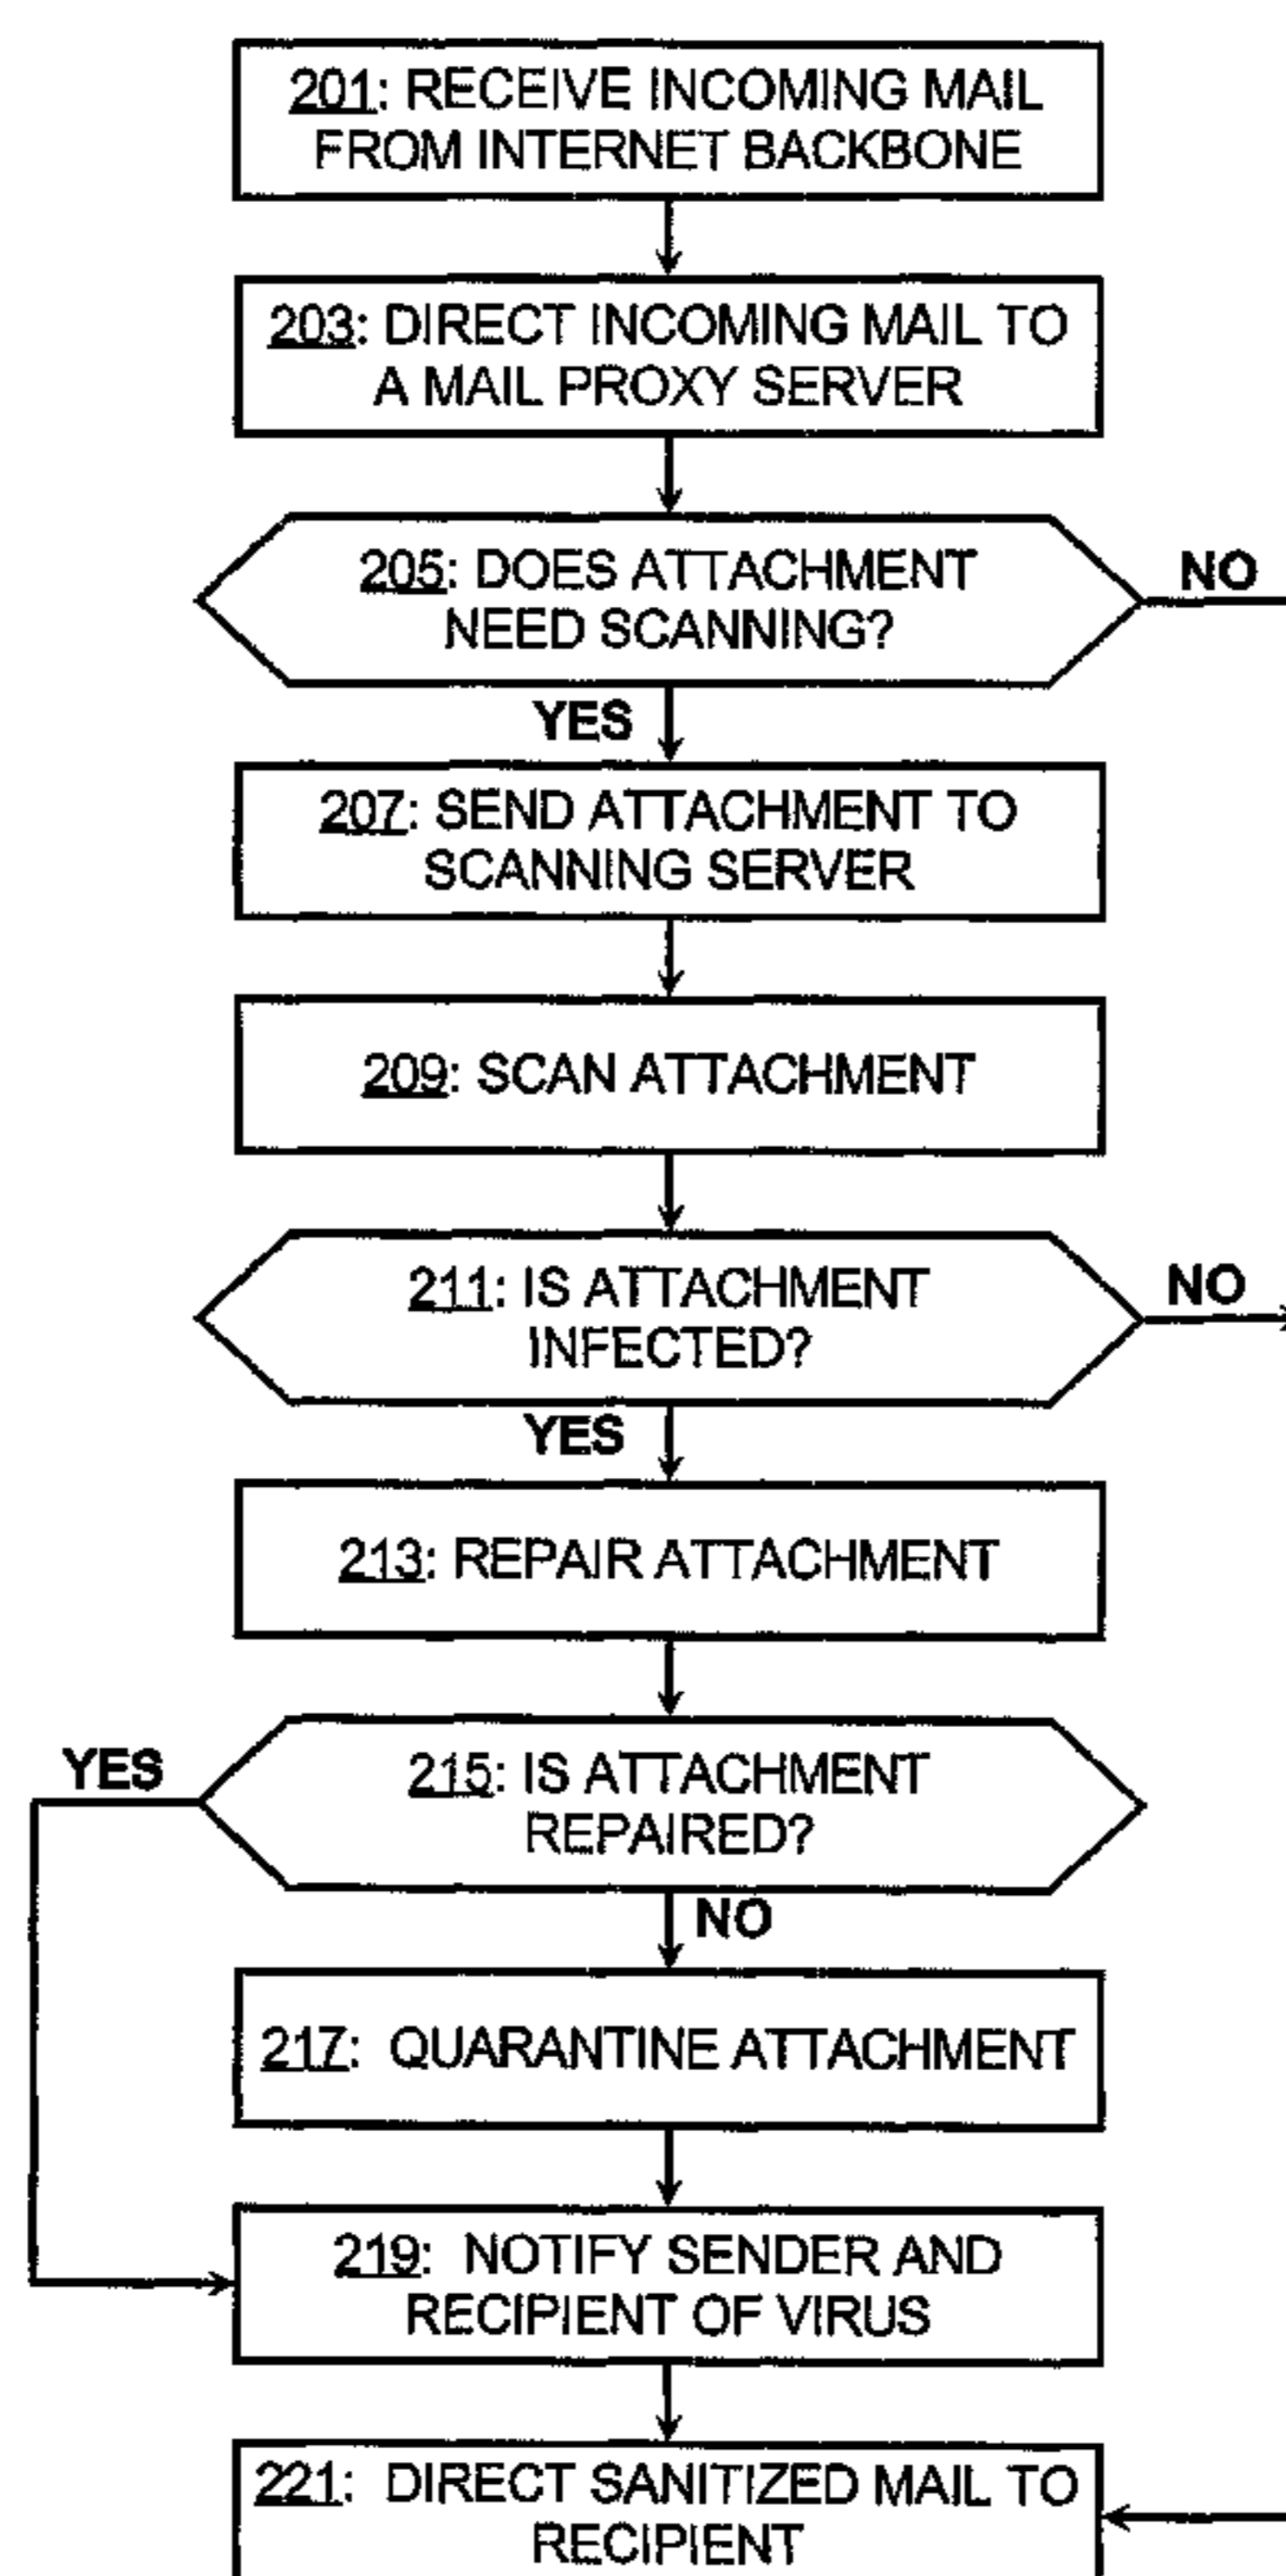 201: RECEIVE INCOMING MAIL
FROM INTERNET BACKBONE
203: DIRECT INCOMING MAIL TO
A MAIL PROXY SERVER
205: DOES ATTACHMENT
NEED SCANNING?
NO
YES
207: SEND ATTACHMENT TO
SCANNING SERVER
209: SCAN ATTACHMENT
211: IS ATTACHMENT
INFECTED?
NO
YES
213: REPAIR ATTACHMENT
YES
215: IS ATTACHMENT
REPAIRED?
NO
217: QUARANTINE ATTACHMENT
219: NOTIFY SENDER AND
RECIPIENT OF VIRUS
221: DIRECT SANITIZED MAIL TO
RECIPIENT